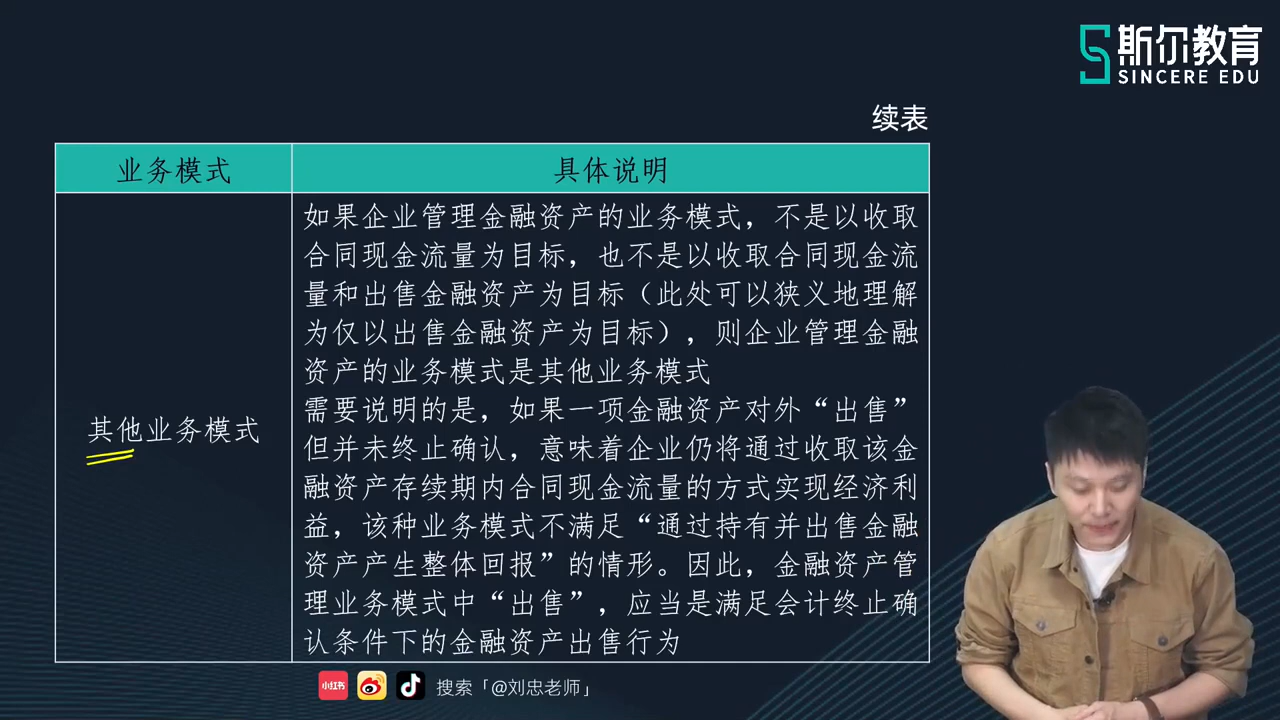 斯尔教育
SINCERE EDU
续表
业务模式
具体说明
如果企业管理金融资产的业务模式，不是以收取
合同现金流量为目标，也不是以收取合同现金流
量和出售金融资产为目标（此处可以狭义地理解
为仅以出售金融资产为目标），则企业管理金融
资产的业务模式是其他业务模式
其他业务模式
需要说明的是，如果一项金融资产对外“出售”
但并未终止确认，意味着企业仍将通过收取该金
融资产存续期内合同现金流量的方式实现经济利
益，该种业务模式不满足“通过持有并出售金融
资产产生整体回报”的情形。因此，金融资产管
理业务模式中“出售”，应当是满足会计终止确
认条件下的金融资产出售行为
小红书
搜索「@刘忠老师」